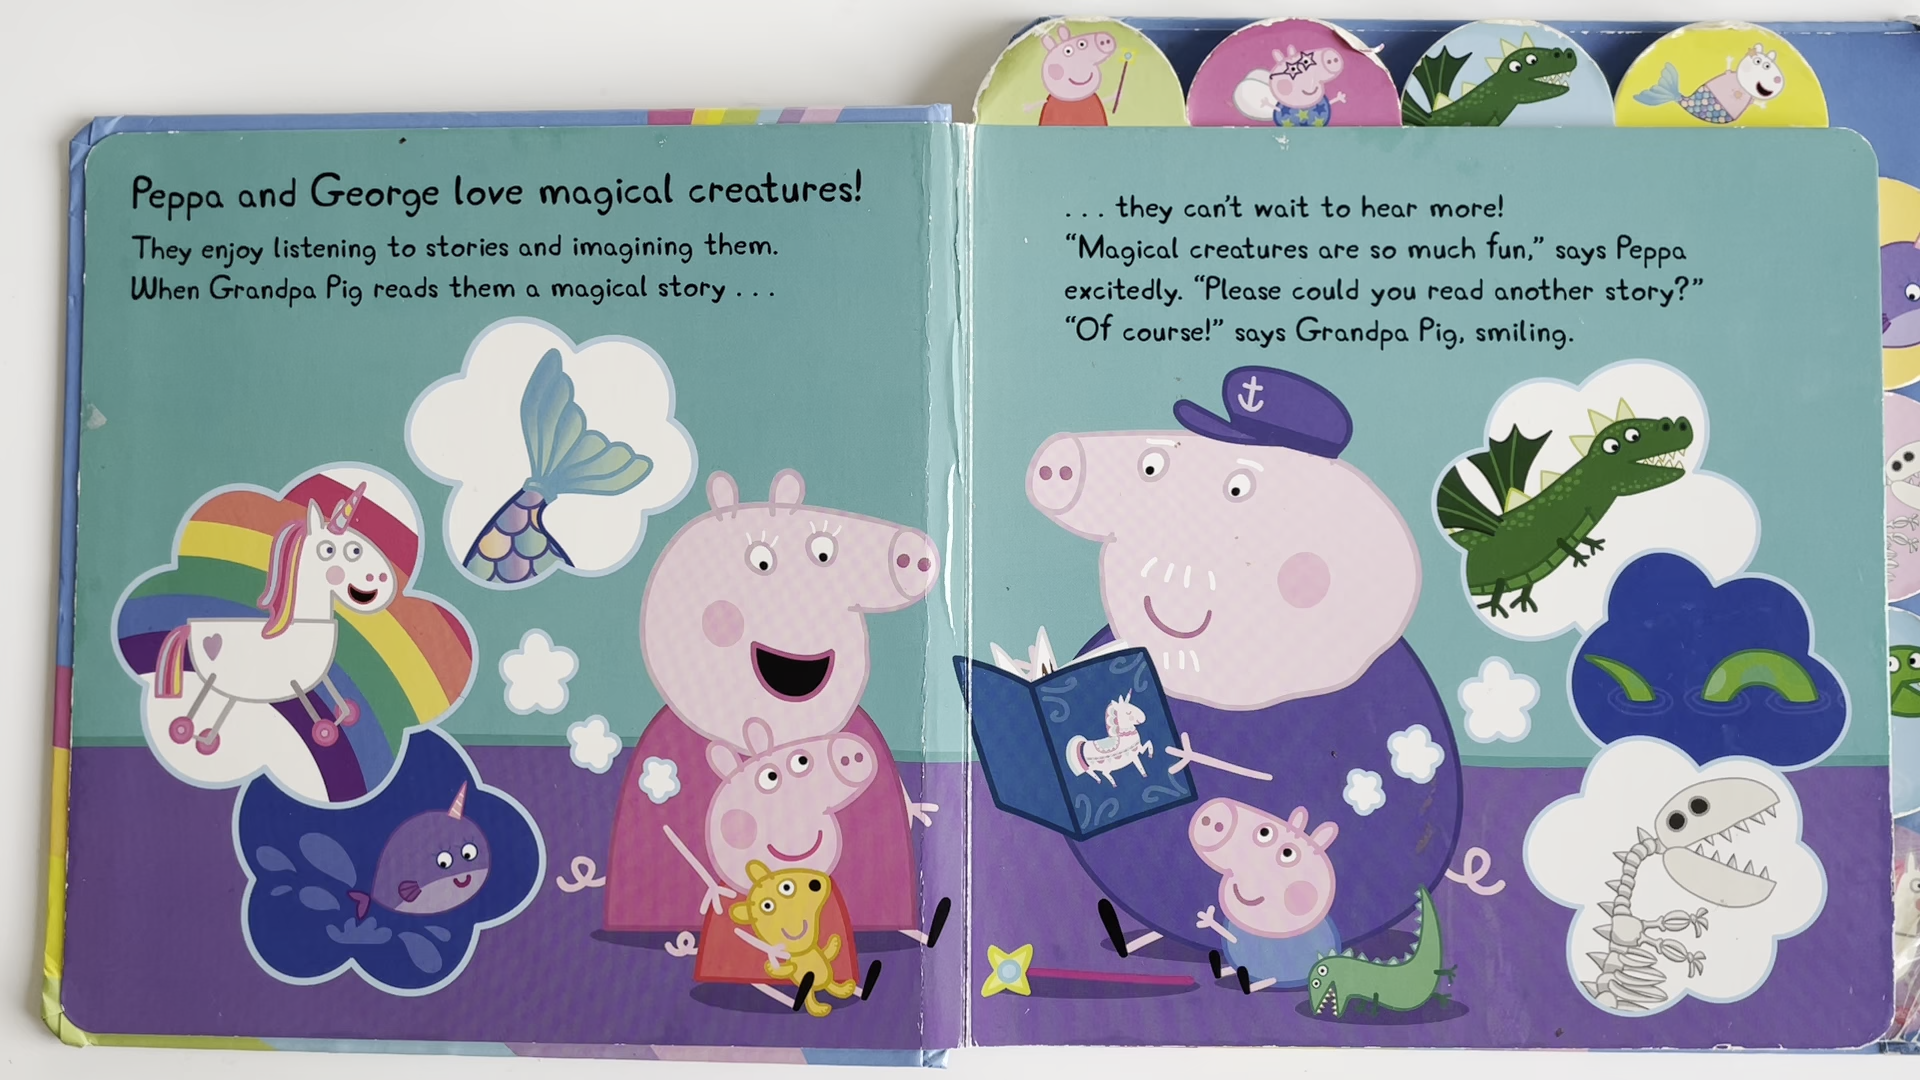 Peppa and George love magical creatures!
They enjoy listening to stories and imagining them.
When Grandpa Pig reads them a magical story . . .
. . . they can't wait to hear more!
“Magical creatures are so much fun,” says Peppa
excitedly. “Please could you read another story?”
“Of course!” says Grandpa Pig, smiling.